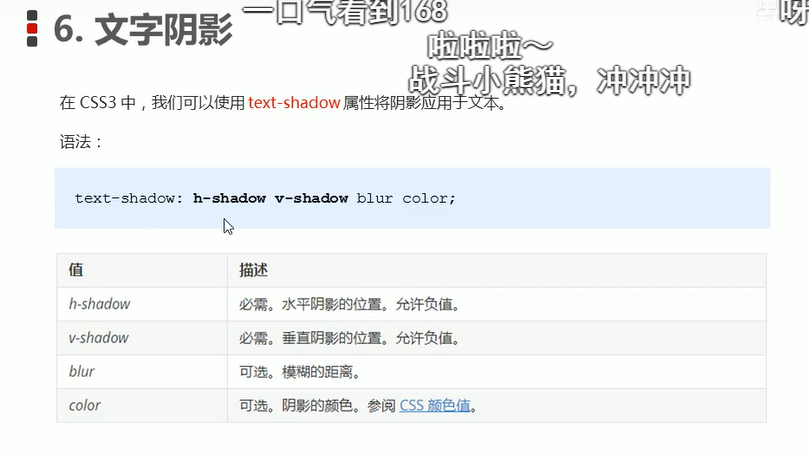 一口气看到168
呀
6. 文字阴影
啦啦啦～
战斗小熊猫，冲冲冲
在 CSS3 中，我们可以使用 text-shadow 属性将阴影应用于文本。
语法：
text-shadow: h-shadow v-shadow blur color;
值 描述
h-shadow 必需。水平阴影的位置。允许负值。
v-shadow 必需。垂直阴影的位置。允许负值。
blur 可选。模糊的距离。
color 可选。阴影的颜色。参阅 CSS 颜色值。